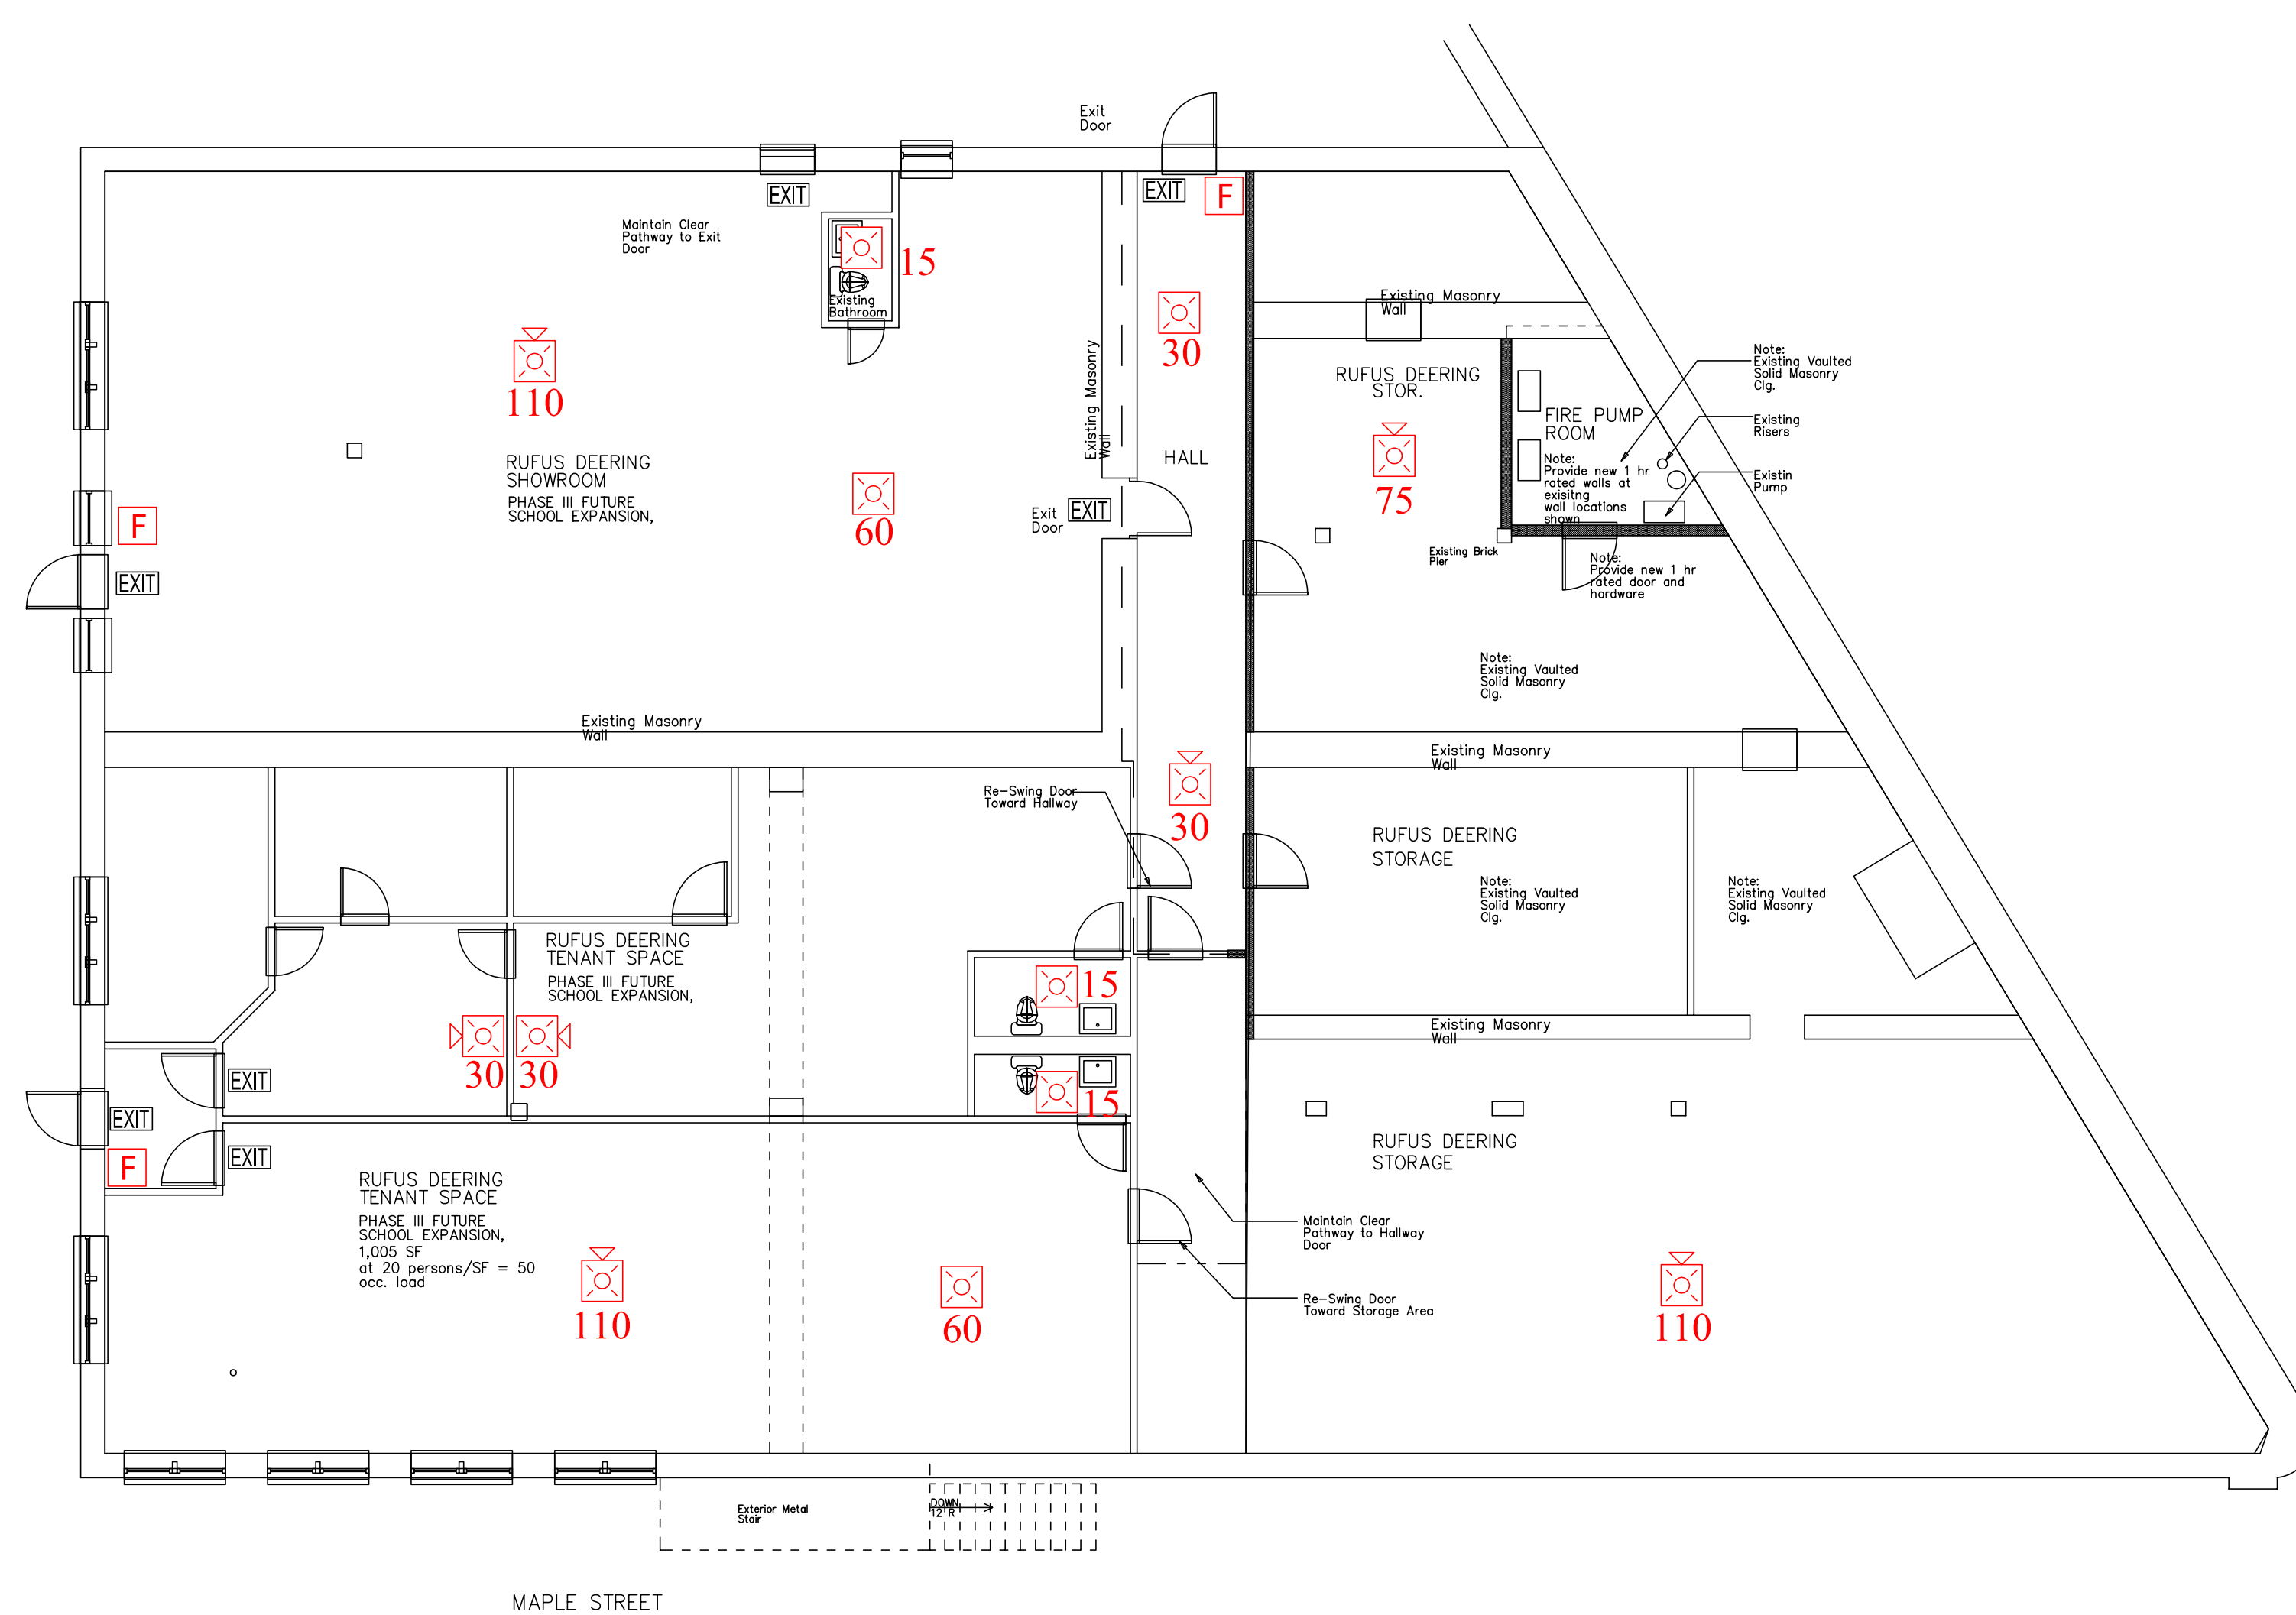 Exit
Door
EXIT
EXIT
F
Maintain Clear
Pathway to Exit
Door
15
Existing
Bathroom
30
110
Existing Masonry
Wall
Existing Masonry
Wall
RUFUS DEERING
STOR.
75
FIRE PUMP
ROOM
Note:
Provide new 1 hr
rated walls at
exisitng
wall locations
shown
Note:
Existing Vaulted
Solid Masonry
Clg.
Existing
Risers
Existin
Pump
HALL
RUFUS DEERING
SHOWROOM
PHASE III FUTURE
SCHOOL EXPANSION,
60
Exit
Door
EXIT
F
EXIT
Existing Brick
Pier
Note:
Provide new 1 hr
rated door and
hardware
Note:
Existing Vaulted
Solid Masonry
Clg.
Existing Masonry
Wall
Existing Masonry
Wall
Re-Swing Door
Toward Hallway
30
RUFUS DEERING
STORAGE
Note:
Existing Vaulted
Solid Masonry
Clg.
Note:
Existing Vaulted
Solid Masonry
Clg.
RUFUS DEERING
TENANT SPACE
PHASE III FUTURE
SCHOOL EXPANSION,
15
30
30
Existing Masonry
Wall
EXIT
EXIT
15
F
EXIT
RUFUS DEERING
STORAGE
RUFUS DEERING
TENANT SPACE
PHASE III FUTURE
SCHOOL EXPANSION,
1,005 SF
at 20 persons/SF = 50
occ. load
110
60
Maintain Clear
Pathway to Hallway
Door
Re-Swing Door
Toward Storage Area
110
Exterior Metal
Stair
DOWN
12 R
MAPLE STREET